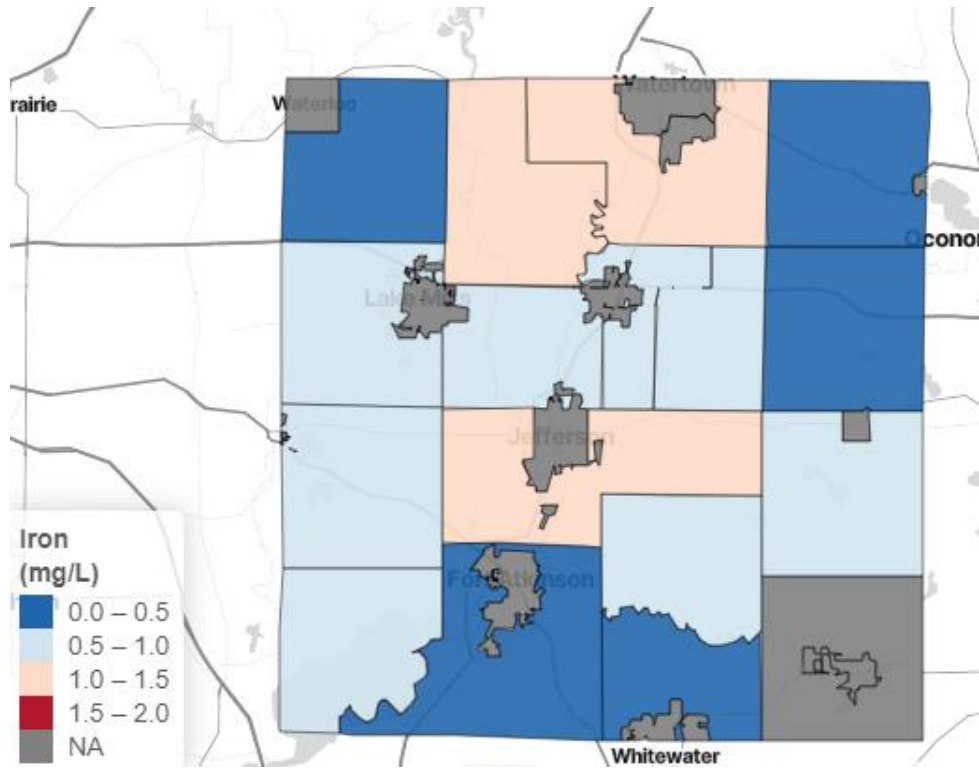 Watertown
rairie
Waterloo
Oconor
Lake Mills
Jefferson
Iron
(mg/L)
0.0 – 0.5
0.5 – 1.0
1.0 – 1.5
1.5 – 2.0
NA
Fort Atkinson
Whitewater